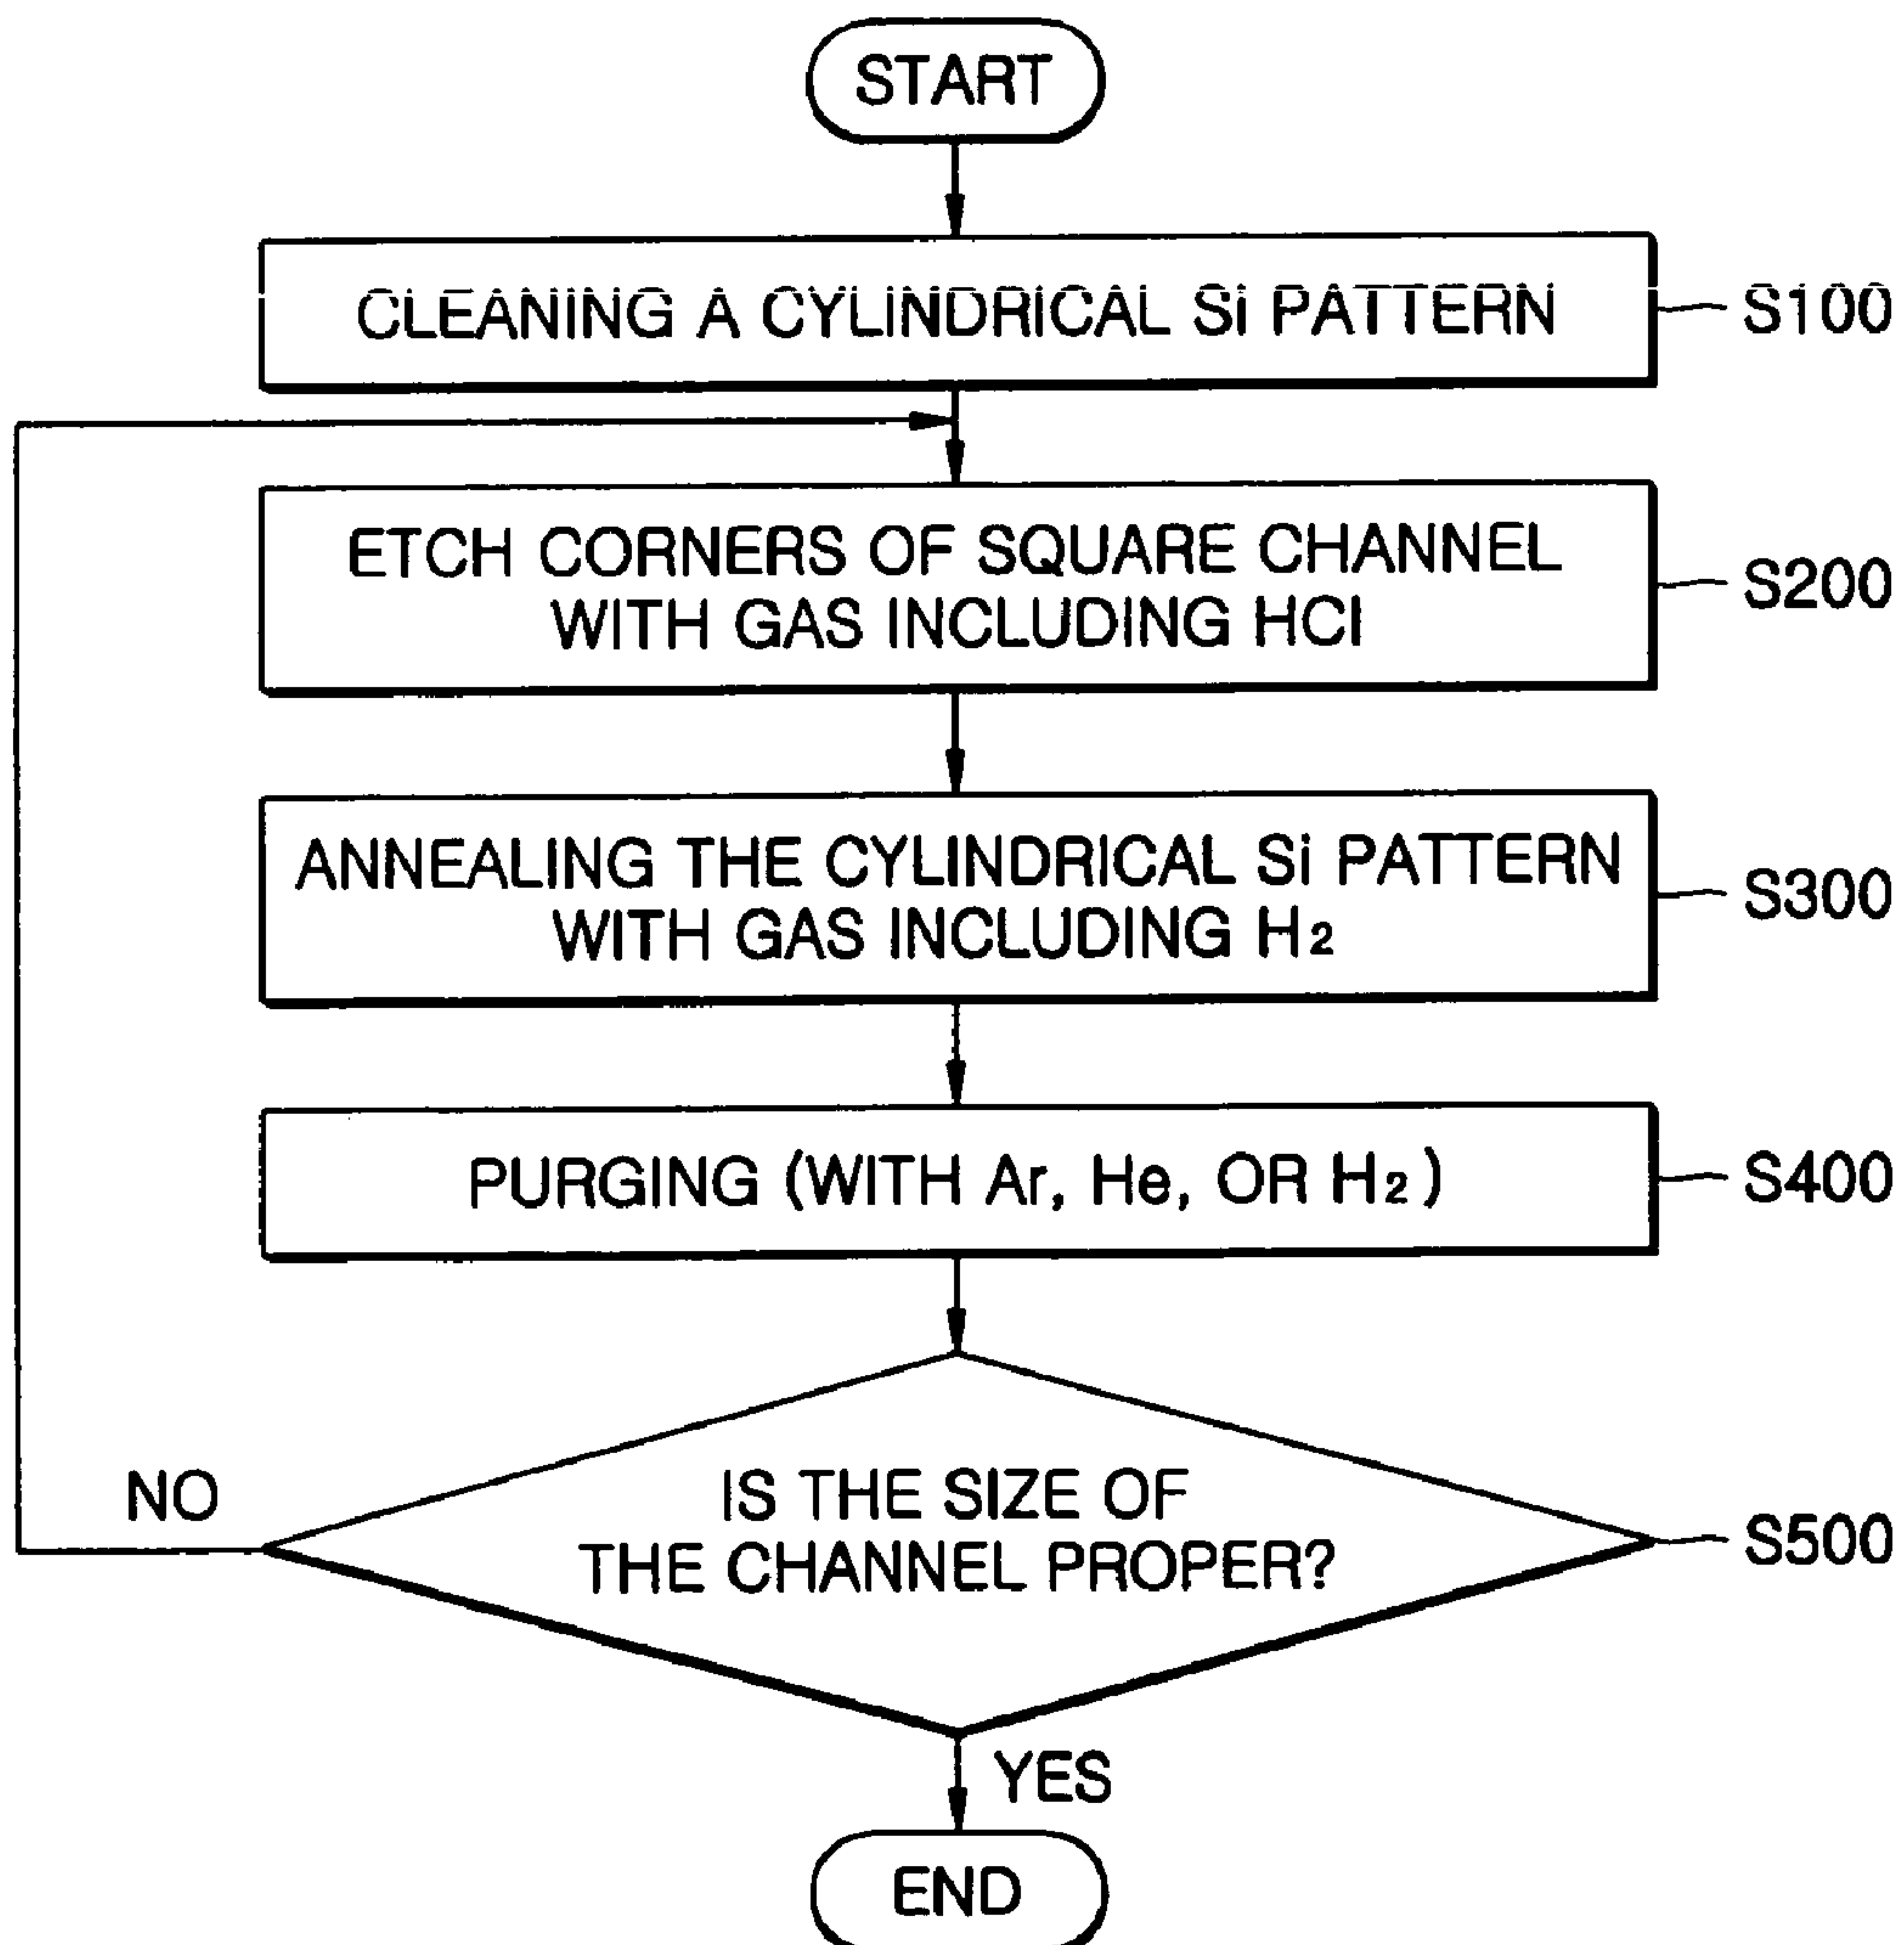 START
CLEANING A CYLINDRICAL Si PATTERN
S100
ETCH CORNERS OF SQUARE CHANNEL
WITH GAS INCLUDING HCl
S200
ANNEALING THE CYLINDRICAL Si PATTERN
WITH GAS INCLUDING H₂
S300
PURGING (WITH Ar, He, OR H₂)
S400
IS THE SIZE OF
THE CHANNEL PROPER?
S500
NO
YES
END